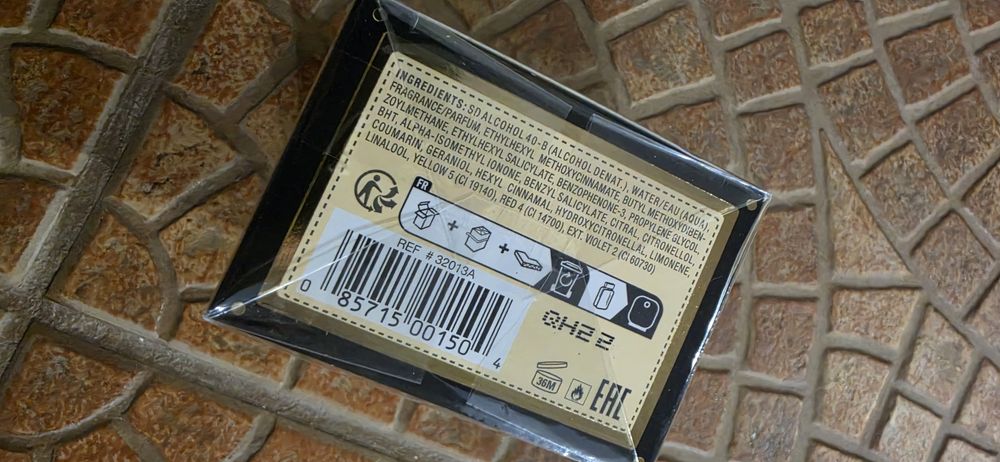 INGREDIENTS: SD ALCOHOL 40-B (ALCOHOL DENAT.), WATER/EAU (AQUA),
FRAGRANCE/PARFUM, ETHYLHEXYL METHOXYCINNAMATE, BUTYL METHOXYDIBEN-
ZOYLMETHANE, ETHYLHEXYL SALICYLATE, BENZOPHENONE-3, PROPYLENE GLYCOL,
BHT, ALPHA-ISOMETHYL IONONE, BENZYL SALICYLATE, CITRAL, CITRONELLOL,
COUMARIN, GERANIOL, HEXYL CINNAMAL, HYDROXYCITRONELLAL, LIMONENE,
LINALOOL, YELLOW 5 (CI 19140), RED 4 (CI 14700), EXT. VIOLET 2 (CI 60730)
FR
+ +
REF # 32013A
0 85715 00150 4
QH22
36M
EAC